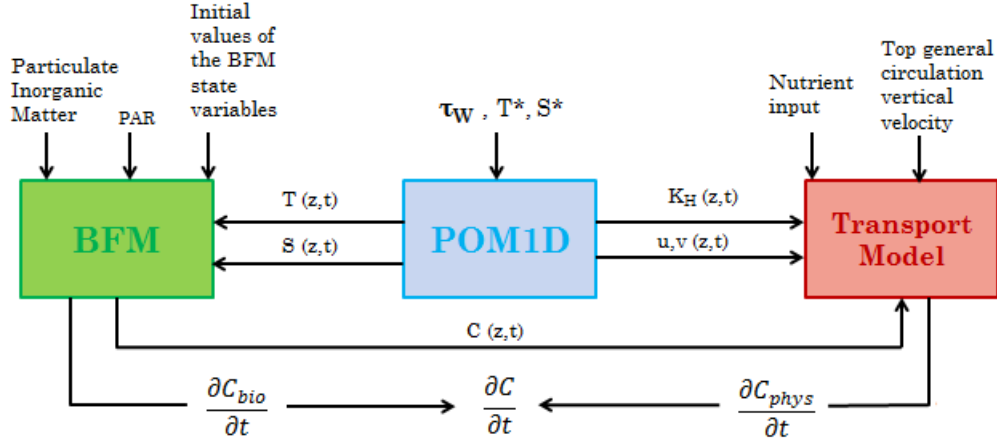 Particulate
Inorganic
Matter
PAR
Initial
values of
the BFM
state
variables
τW , T*, S*
Nutrient
input
Top general
circulation
vertical
velocity
BFM
T (z,t)
S (z,t)
POM1D
KH (z,t)
u,v (z,t)
Transport
Model
C (z,t)
∂Cbio
∂t
∂C
∂t
∂Cphys
∂t